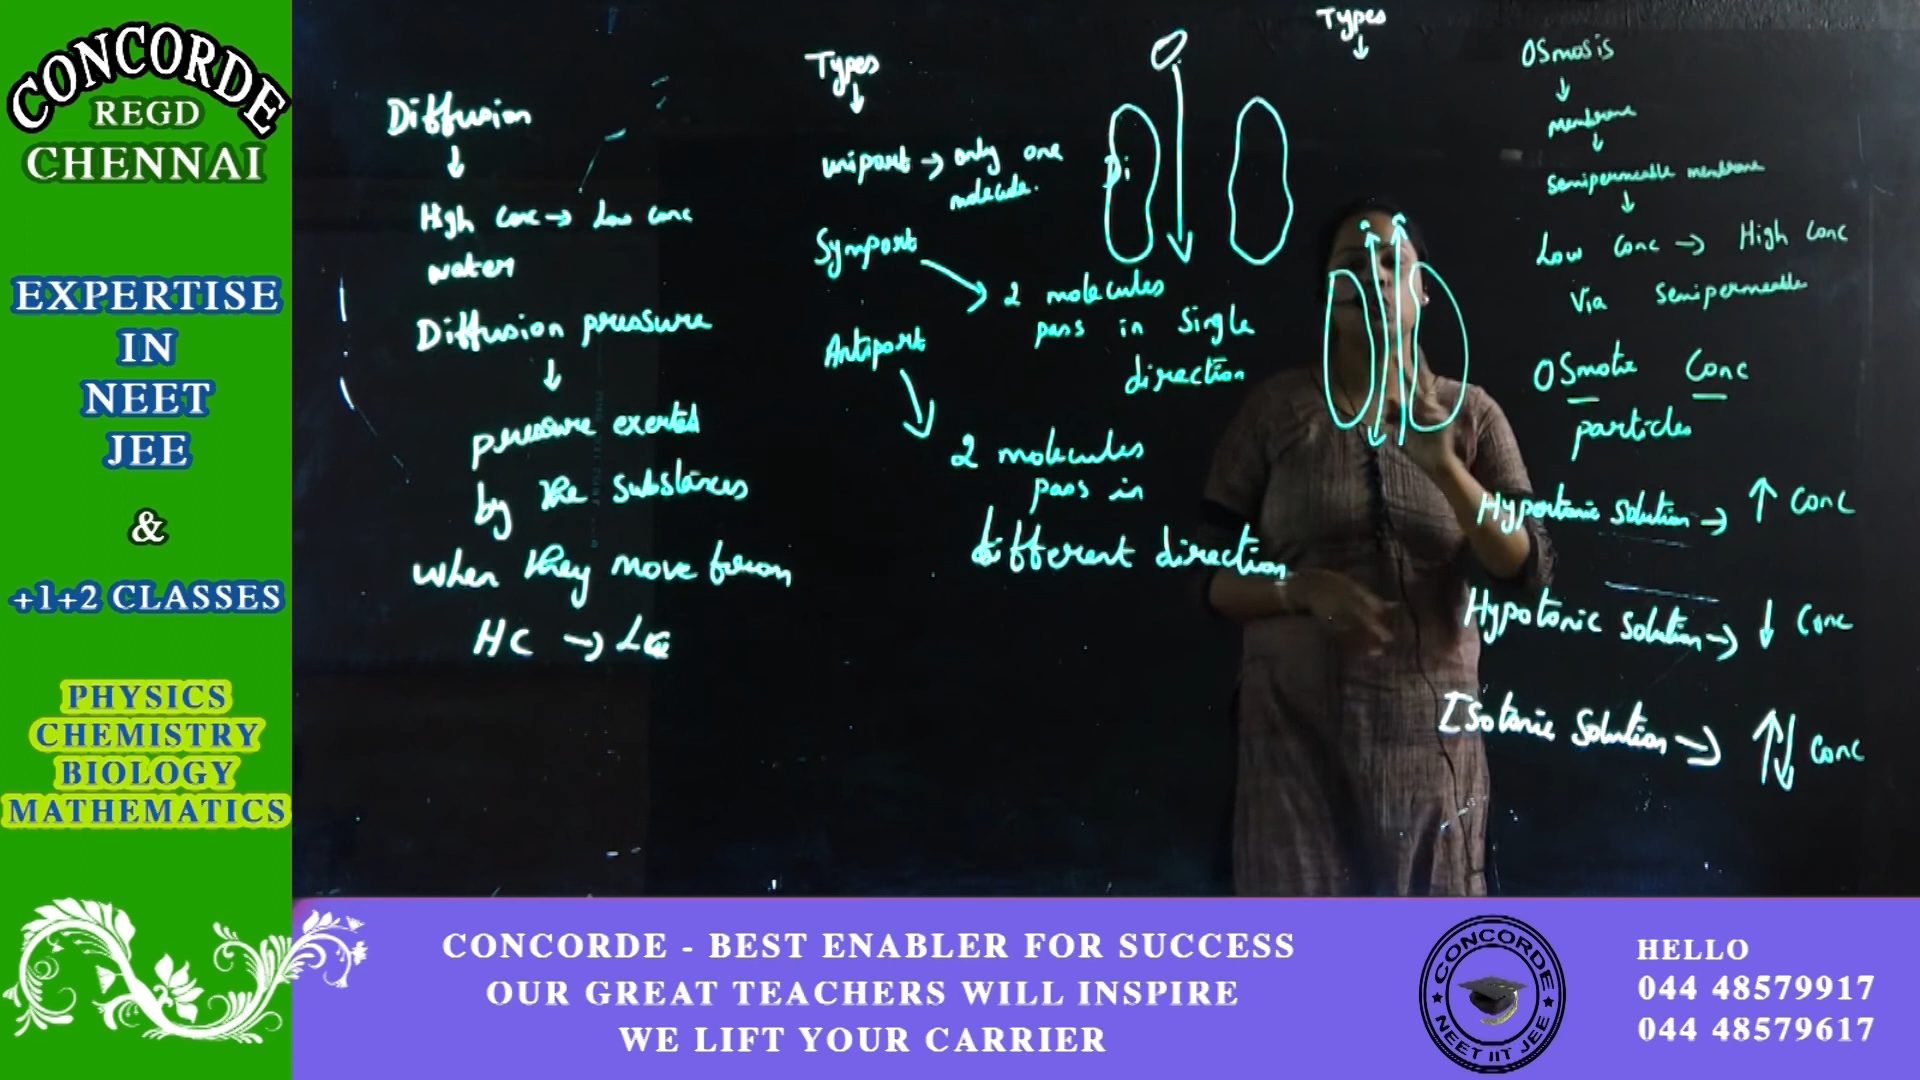 CONCORDE
REGD
CHENNAI
EXPERTISE
IN
NEET
JEE
&
+1+2 CLASSES
PHYSICS
CHEMISTRY
BIOLOGY
MATHEMATICS
Diffusion
High conc → Low conc
water
Diffusion pressure
pressure exerted
by the substances
when they move from
HC →
Types
uniport → only one
molecule.
Symport
2 molecules
pass in single
direction
Antiport
2 molecules
pass in
different direction
Types
Osmosis
membrane
Semipermeable membrane
Low conc → High conc
Via Semipermeable
OSmotic Conc
particles
Hypertonic solution → ↑ conc
Hypotonic solution → ↓ conc
Isotonic solution → ↑↓ conc
CONCORDE - BEST ENABLER FOR SUCCESS
OUR GREAT TEACHERS WILL INSPIRE
WE LIFT YOUR CARRIER
CONCORDE
NEET IIT JEE
HELLO
044 48579917
044 48579617